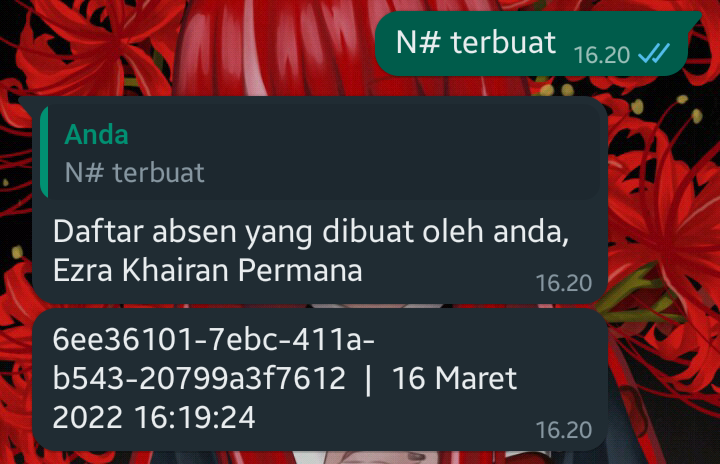 N# terbuat
16.20
Anda
N# terbuat
Daftar absen yang dibuat oleh anda,
Ezra Khairan Permana
16.20
6ee36101-7ebc-411a-
b543-20799a3f7612 | 16 Maret
2022 16:19:24
16.20